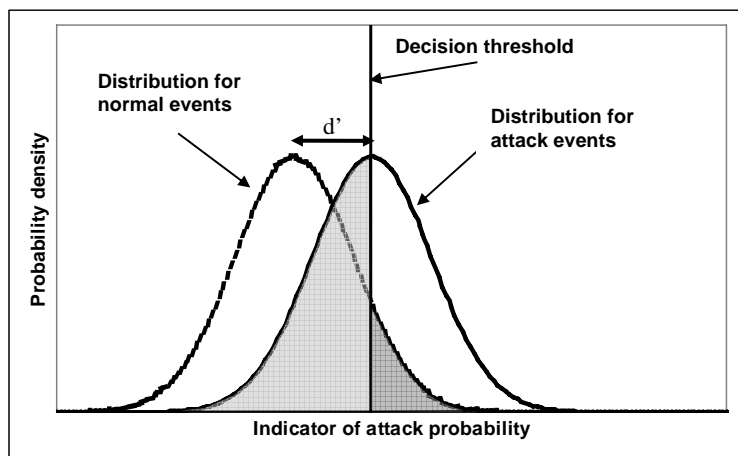 Decision threshold
Distribution for
normal events
d’
Distribution for
attack events
Probability density
Indicator of attack probability